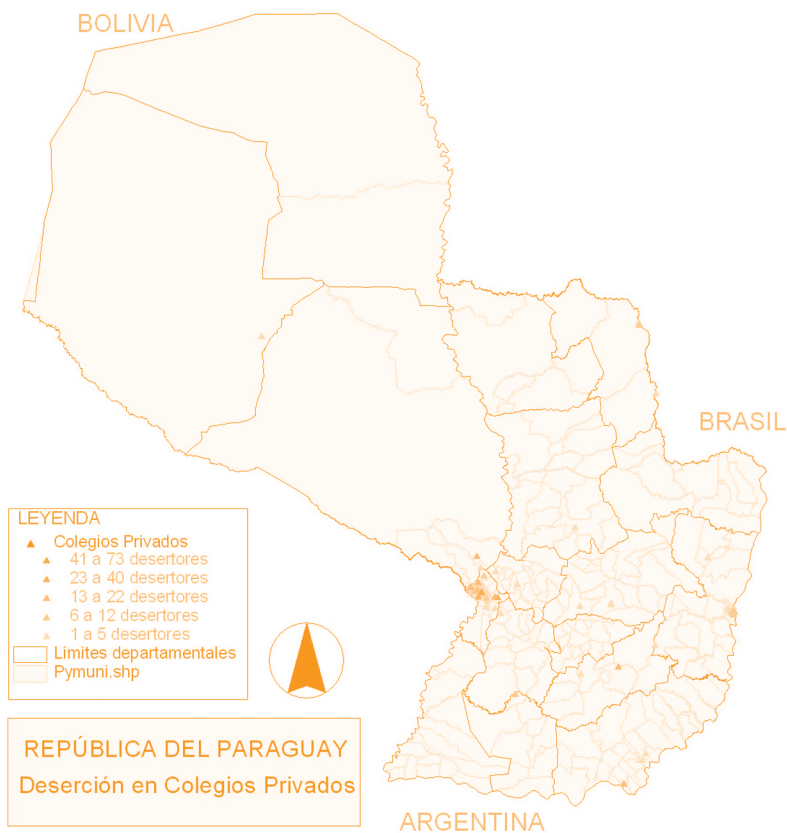 BOLIVIA
BRASIL
LEYENDA
Colegios Privados
41 a 73 desertores
23 a 40 desertores
13 a 22 desertores
6 a 12 desertores
1 a 5 desertores
Limites departamentales
Pymuni.shp
REPÚBLICA DEL PARAGUAY
Deserción en Colegios Privados
ARGENTINA